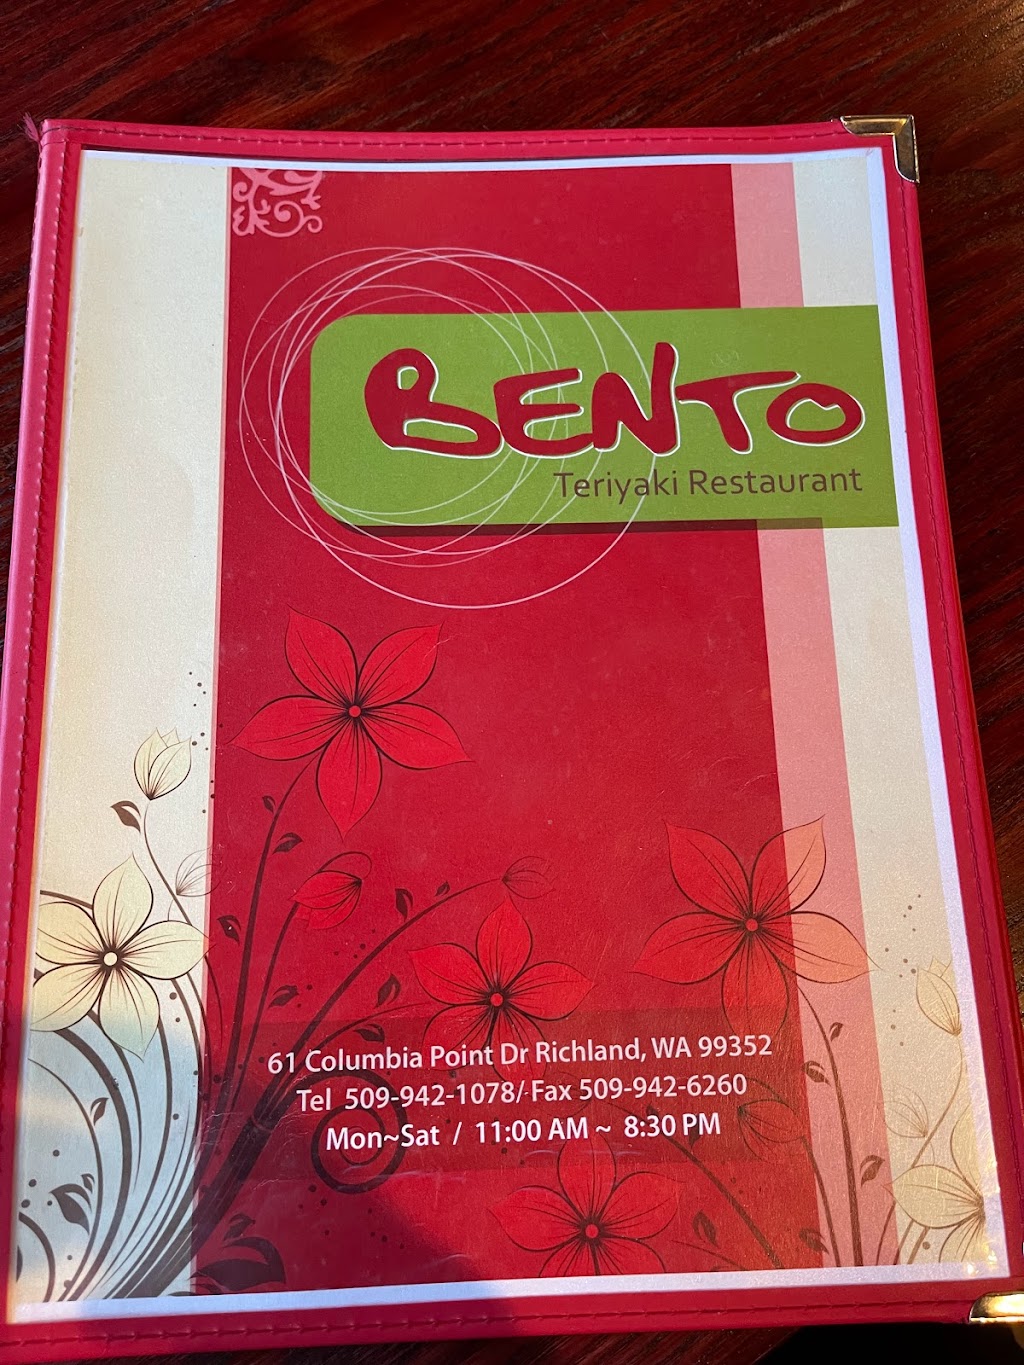 BENTO
Teriyaki Restaurant
61 Columbia Point Dr Richland, WA 99352
Tel 509-942-1078/ Fax 509-942-6260
Mon~Sat / 11:00 AM ~ 8:30 PM